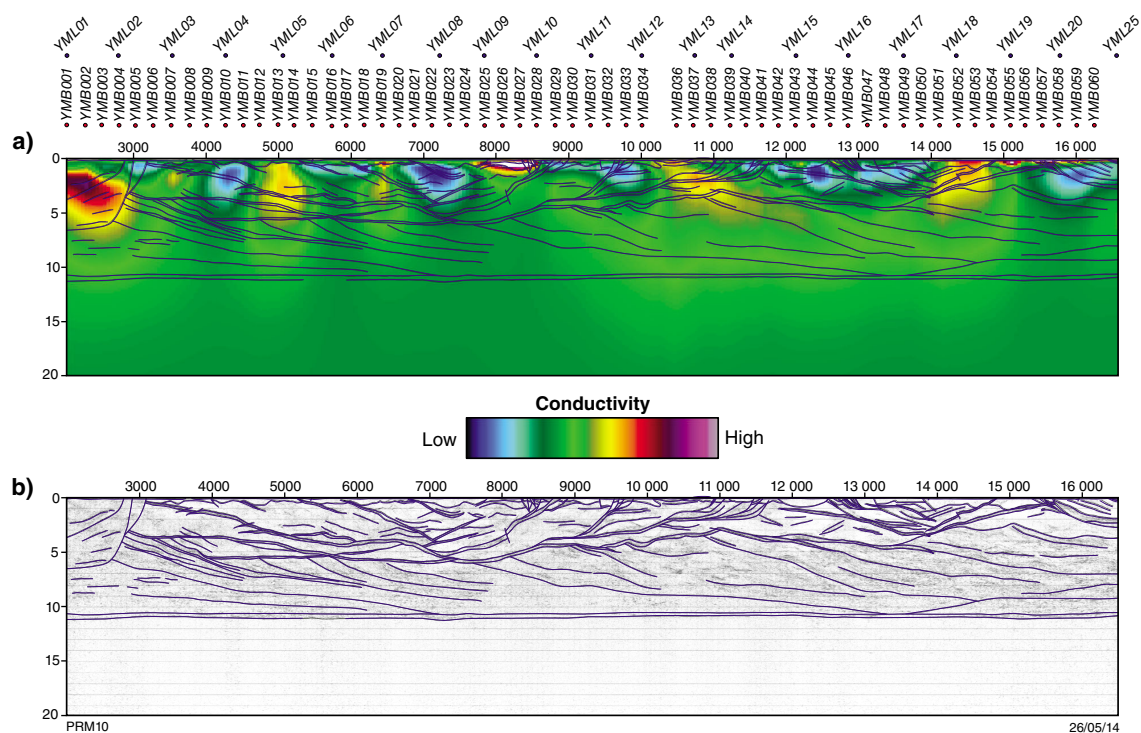 YML01 YML02 YML03 YML04 YML05 YML06 YML07 YML08 YML09 YML10 YML11 YML12 YML13 YML14 YML15 YML16 YML17 YML18 YML19 YML20 YML25
YMB001 YMB002 YMB003 YMB004 YMB005 YMB006 YMB007 YMB008 YMB009 YMB010 YMB011 YMB012 YMB013 YMB014 YMB015 YMB016 YMB017 YMB018 YMB019 YMB020 YMB021 YMB022 YMB023 YMB024 YMB025 YMB026 YMB027 YMB028 YMB029 YMB030 YMB031 YMB032 YMB033 YMB034 YMB036 YMB037 YMB038 YMB039 YMB040 YMB041 YMB042 YMB043 YMB044 YMB045 YMB046 YMB047 YMB048 YMB049 YMB050 YMB051 YMB052 YMB053 YMB054 YMB055 YMB056 YMB057 YMB058 YMB059 YMB060
a)
3000 4000 5000 6000 7000 8000 9000 10 000 11 000 12 000 13 000 14 000 15 000 16 000
0
5
10
15
20
Conductivity
Low High
b)
3000 4000 5000 6000 7000 8000 9000 10 000 11 000 12 000 13 000 14 000 15 000 16 000
0
5
10
15
20
PRM10 26/05/14